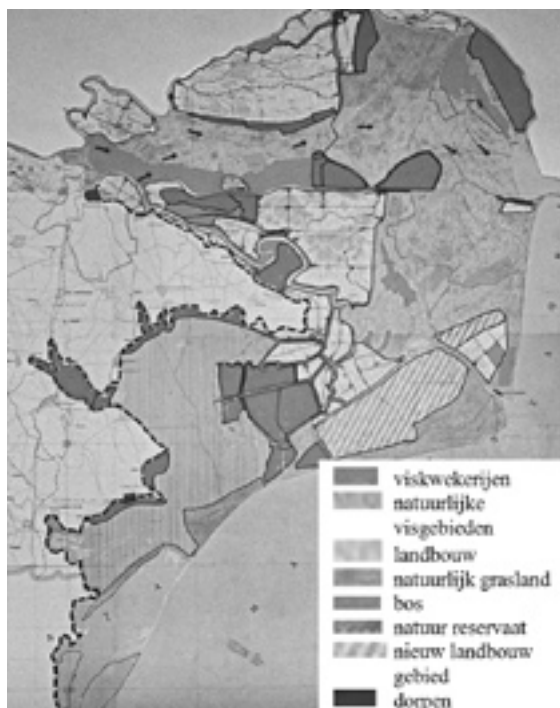 viskwekerijen
natuurlijke
visgebieden
landbouw
natuurlijk grasland
bos
natuur reservaat
nieuw landbouw
gebied
dorpen